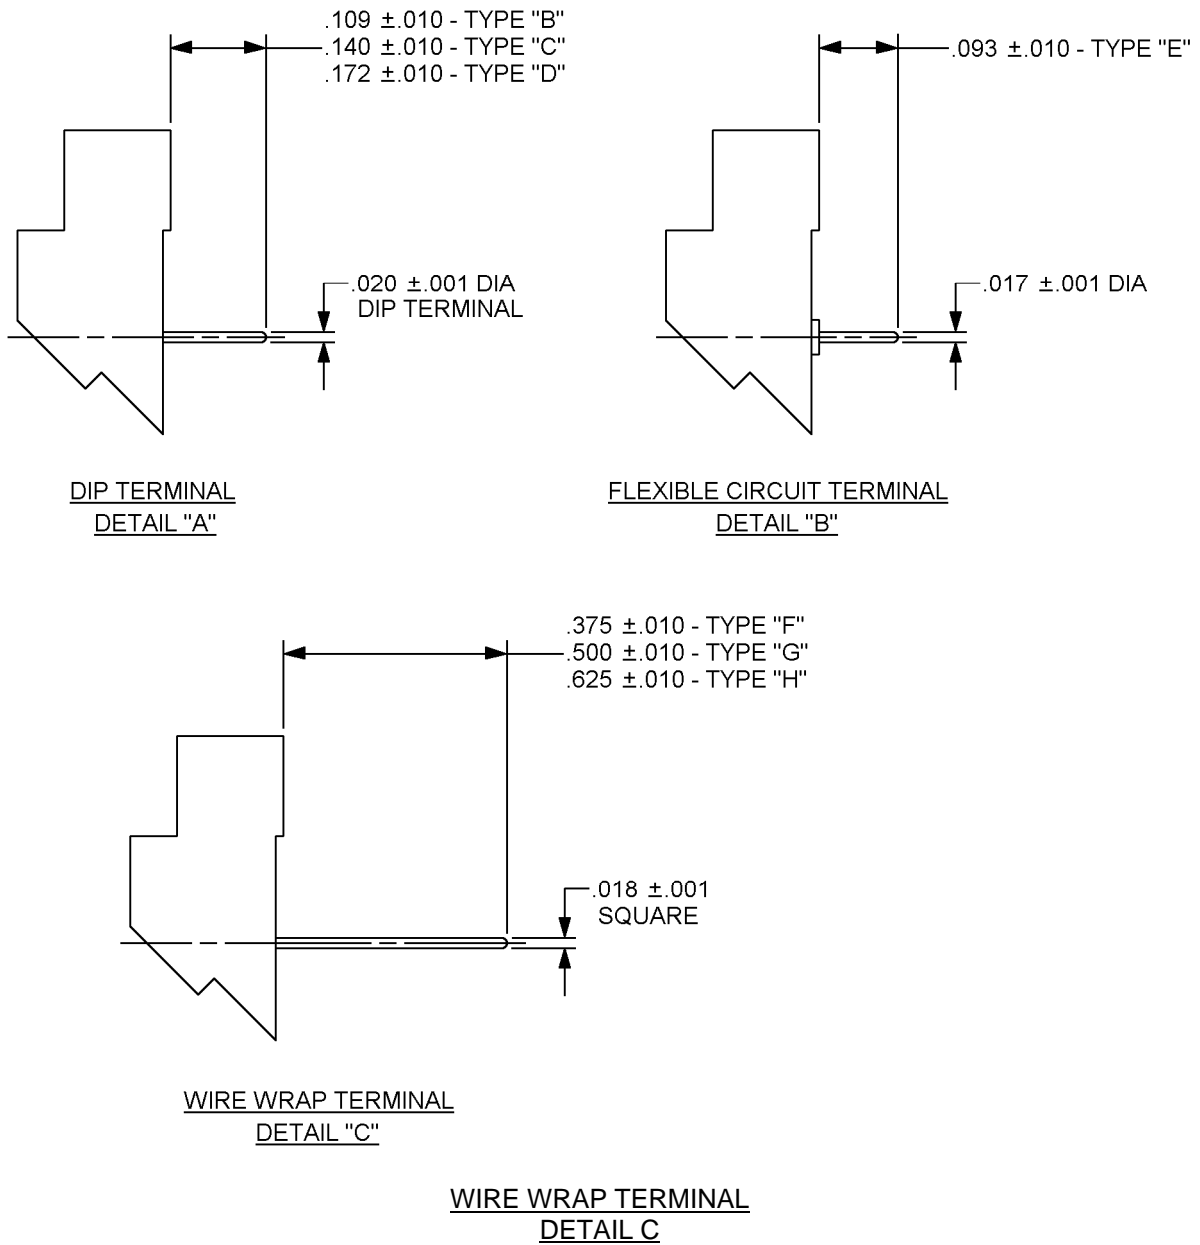 .109 ±.010 - TYPE "B"
.140 ±.010 - TYPE "C"
.172 ±.010 - TYPE "D"
.093 ±.010 - TYPE "E"
.020 ±.001 DIA
DIP TERMINAL
.017 ±.001 DIA
DIP TERMINAL
DETAIL "A"
FLEXIBLE CIRCUIT TERMINAL
DETAIL "B"
.375 ±.010 - TYPE "F"
.500 ±.010 - TYPE "G"
.625 ±.010 - TYPE "H"
.018 ±.001
SQUARE
WIRE WRAP TERMINAL
DETAIL "C"
WIRE WRAP TERMINAL
DETAIL C